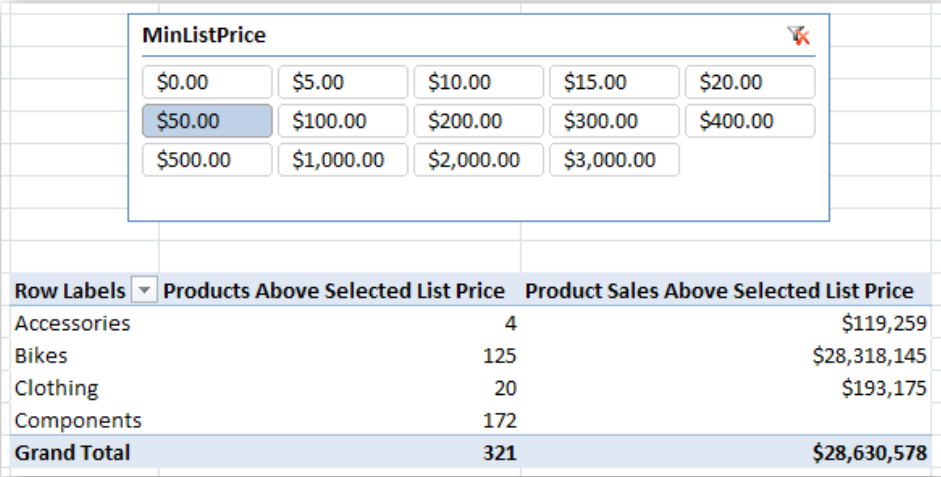 MinListPrice
$0.00 $5.00 $10.00 $15.00 $20.00
$50.00 $100.00 $200.00 $300.00 $400.00
$500.00 $1,000.00 $2,000.00 $3,000.00
Row Labels Products Above Selected List Price Product Sales Above Selected List Price
Accessories 4 $119,259
Bikes 125 $28,318,145
Clothing 20 $193,175
Components 172
Grand Total 321 $28,630,578